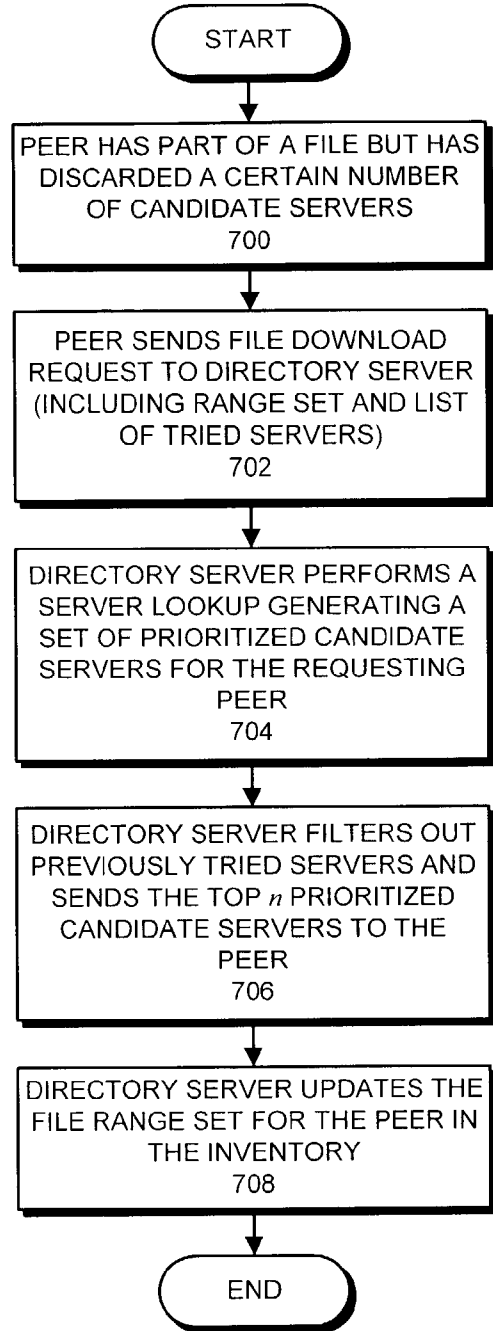 START
PEER HAS PART OF A FILE BUT HAS
DISCARDED A CERTAIN NUMBER
OF CANDIDATE SERVERS
700
PEER SENDS FILE DOWNLOAD
REQUEST TO DIRECTORY SERVER
(INCLUDING RANGE SET AND LIST
OF TRIED SERVERS)
702
DIRECTORY SERVER PERFORMS A
SERVER LOOKUP GENERATING A
SET OF PRIORITIZED CANDIDATE
SERVERS FOR THE REQUESTING
PEER
704
DIRECTORY SERVER FILTERS OUT
PREVIOUSLY TRIED SERVERS AND
SENDS THE TOP n PRIORITIZED
CANDIDATE SERVERS TO THE
PEER
706
DIRECTORY SERVER UPDATES THE
FILE RANGE SET FOR THE PEER IN
THE INVENTORY
708
END